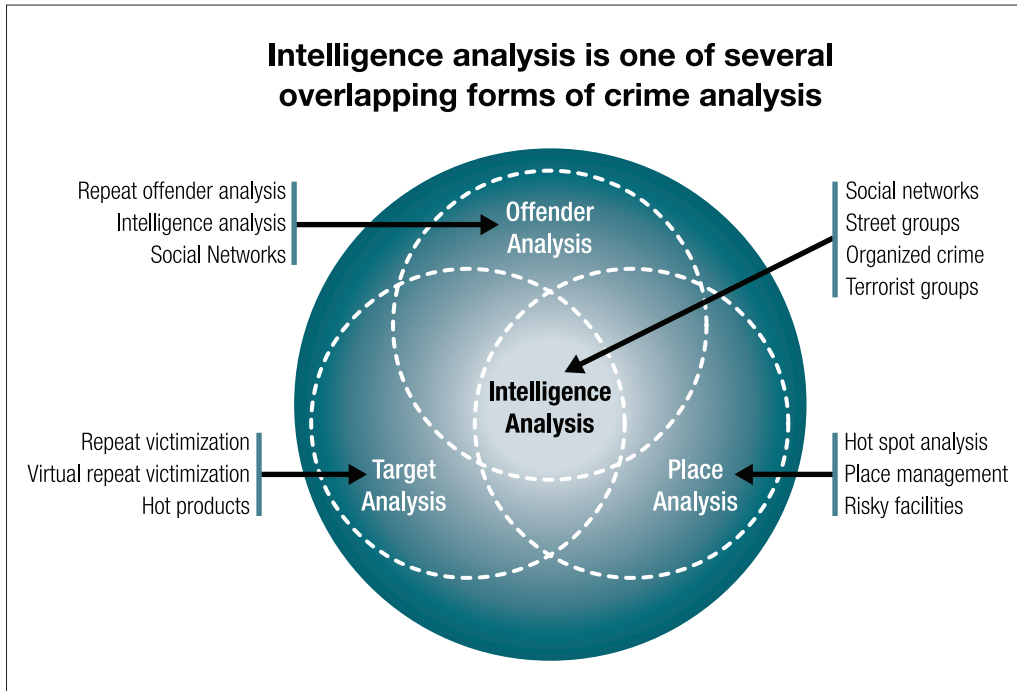 Intelligence analysis is one of several
overlapping forms of crime analysis
Repeat offender analysis
Intelligence analysis
Social Networks
Offender
Analysis
Social networks
Street groups
Organized crime
Terrorist groups
Intelligence
Analysis
Repeat victimization
Virtual repeat victimization
Hot products
Target
Analysis
Place
Analysis
Hot spot analysis
Place management
Risky facilities